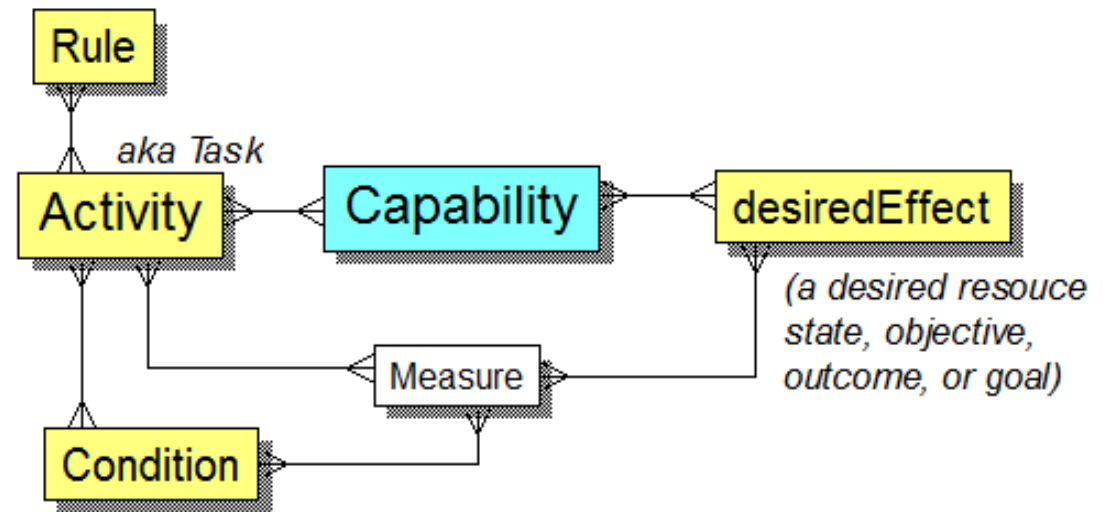 Rule
aka Task
Activity
Capability
desiredEffect
(a desired resouce
state, objective,
outcome, or goal)
Measure
Condition